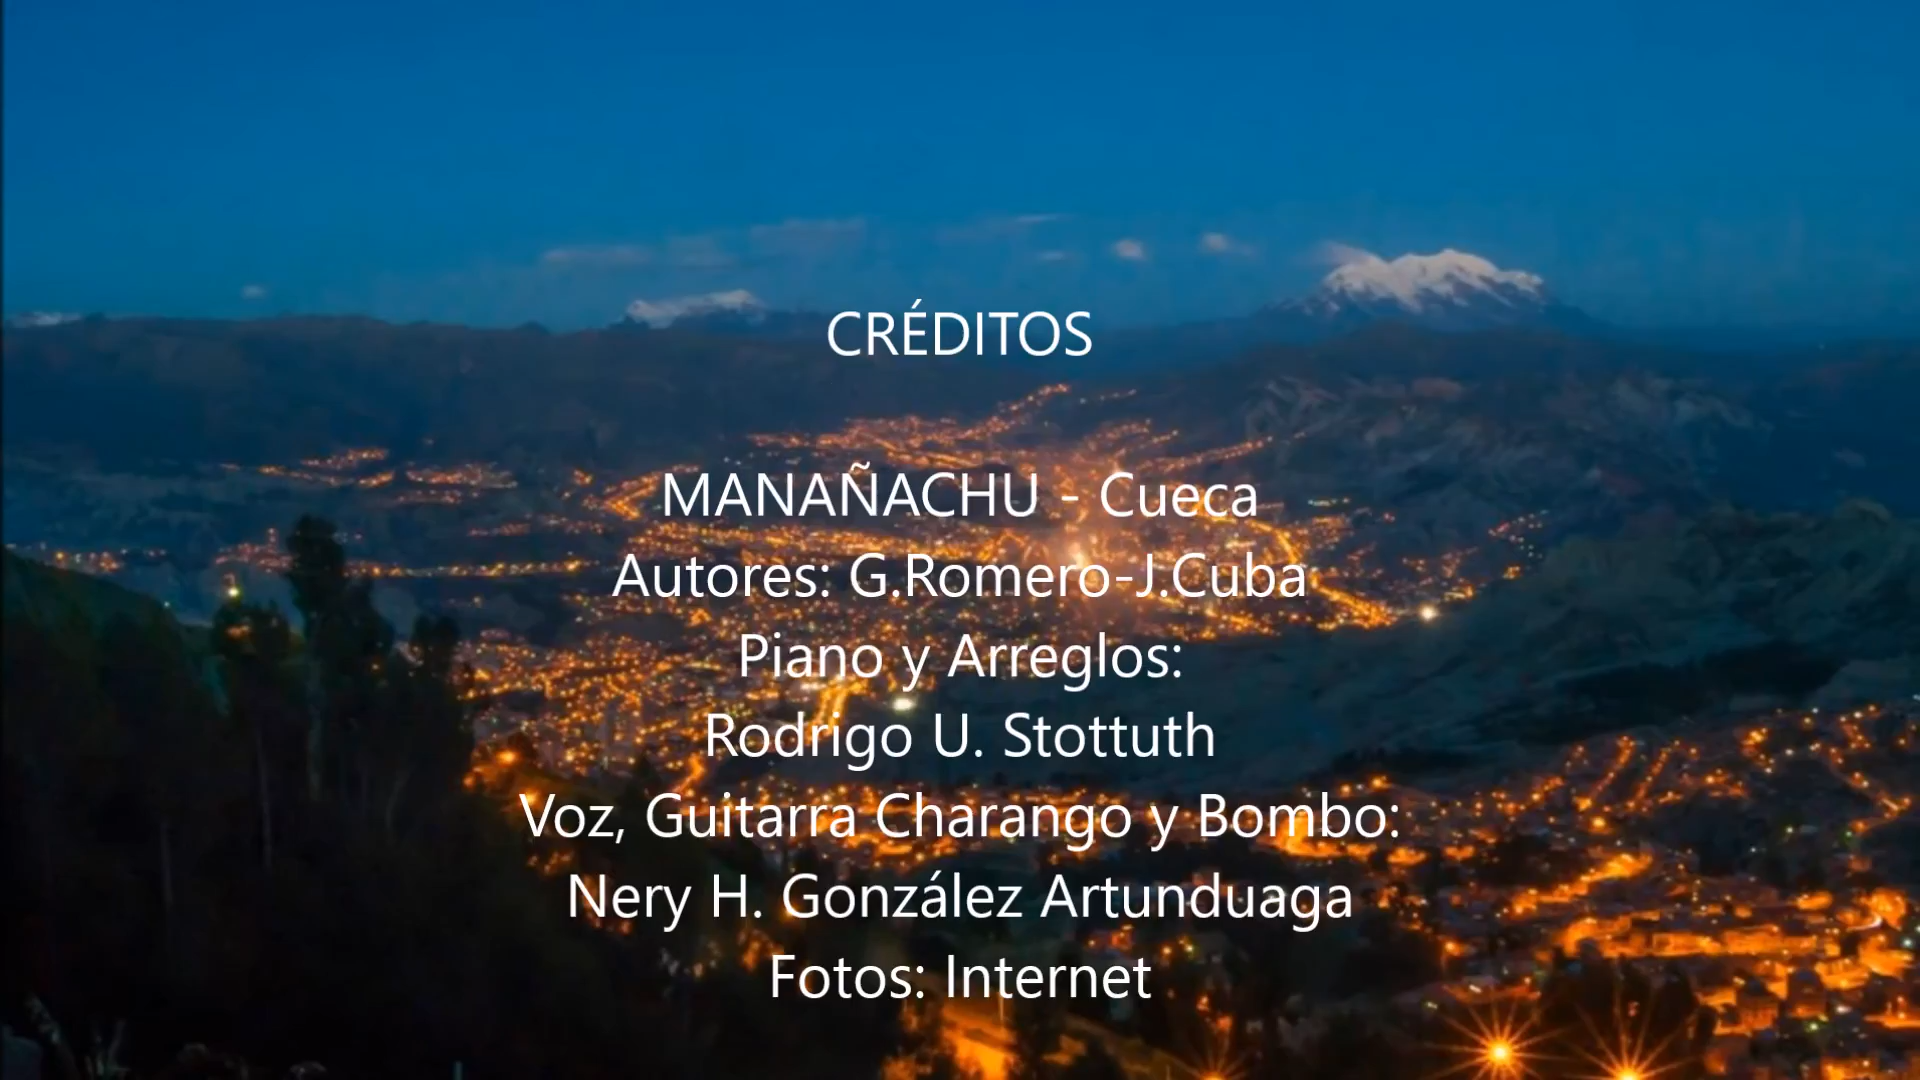 CRÉDITOS
MANAÑACHU - Cueca
Autores: G.Romero-J.Cuba
Piano y Arreglos:
Rodrigo U. Stottuth
Voz, Guitarra Charango y Bombo:
Nery H. González Artunduaga
Fotos: Internet